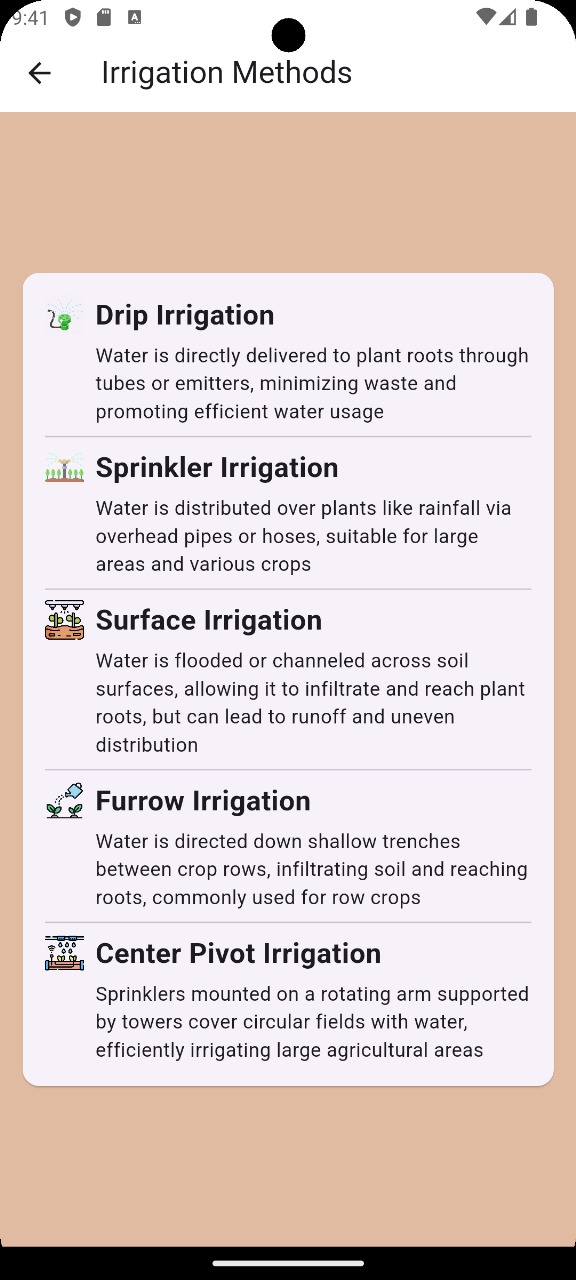 9:41
Irrigation Methods
Drip Irrigation
Water is directly delivered to plant roots through
tubes or emitters, minimizing waste and
promoting efficient water usage
Sprinkler Irrigation
Water is distributed over plants like rainfall via
overhead pipes or hoses, suitable for large
areas and various crops
Surface Irrigation
Water is flooded or channeled across soil
surfaces, allowing it to infiltrate and reach plant
roots, but can lead to runoff and uneven
distribution
Furrow Irrigation
Water is directed down shallow trenches
between crop rows, infiltrating soil and reaching
roots, commonly used for row crops
Center Pivot Irrigation
Sprinklers mounted on a rotating arm supported
by towers cover circular fields with water,
efficiently irrigating large agricultural areas